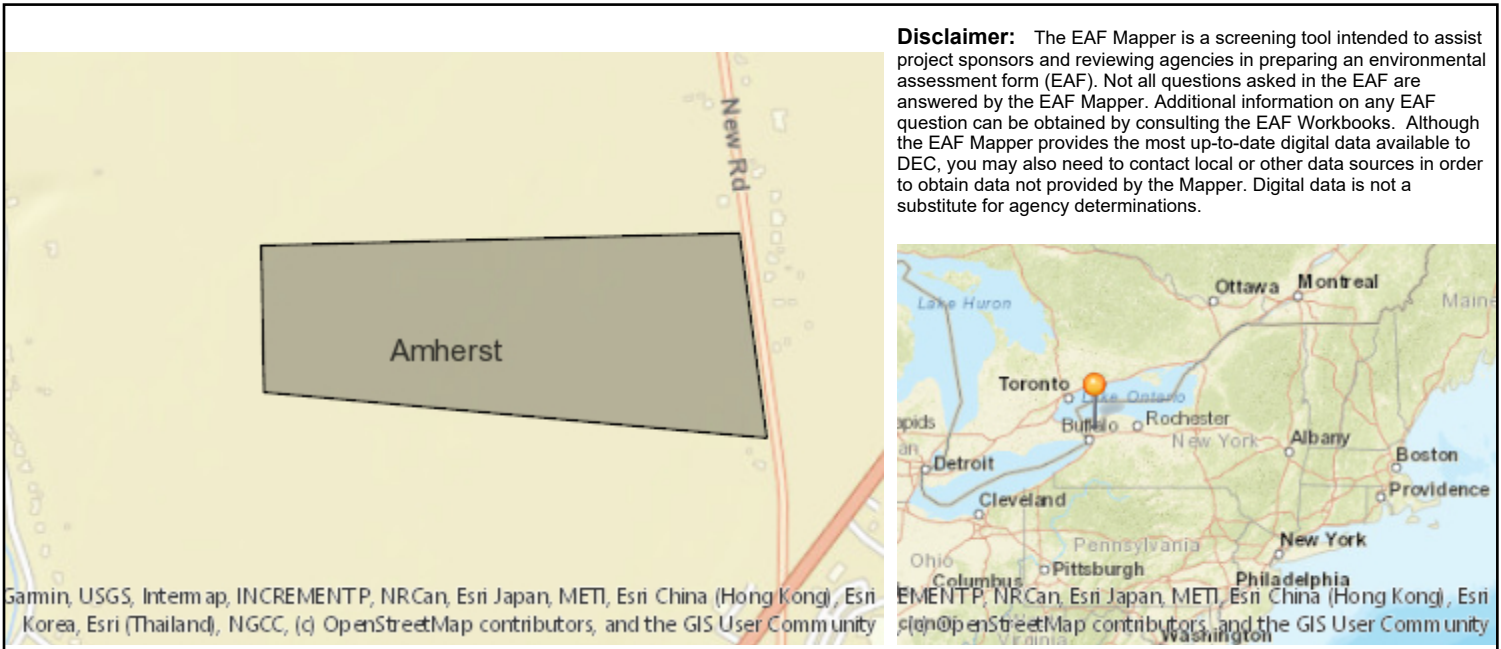 Disclaimer: The EAF Mapper is a screening tool intended to assist
project sponsors and reviewing agencies in preparing an environmental
assessment form (EAF). Not all questions asked in the EAF are
answered by the EAF Mapper. Additional information on any EAF
question can be obtained by consulting the EAF Workbooks. Although
the EAF Mapper provides the most up-to-date digital data available to
DEC, you may also need to contact local or other data sources in order
to obtain data not provided by the Mapper. Digital data is not a
substitute for agency determinations.
New Rd
Amherst
Garmin, USGS, Intermap, INCREMENT P, NRCan, Esri Japan, METI, Esri China (Hong Kong), Esri
Korea, Esri (Thailand), NGCC, (c) OpenStreetMap contributors, and the GIS User Community
Ottawa
Montreal
Lake Huron
Maine
Toronto
Lake Ontario
apids
Buffalo
Rochester
New York
Albany
Detroit
Boston
Providence
Cleveland
New York
Pennsylvania
Ohio
Pittsburgh
Columbus
Philadelphia
EMENT P, NRCan, Esri Japan, METI, Esri China (Hong Kong), Esri
(c) OpenStreetMap contributors, and the GIS User Community
Virginia
Washington